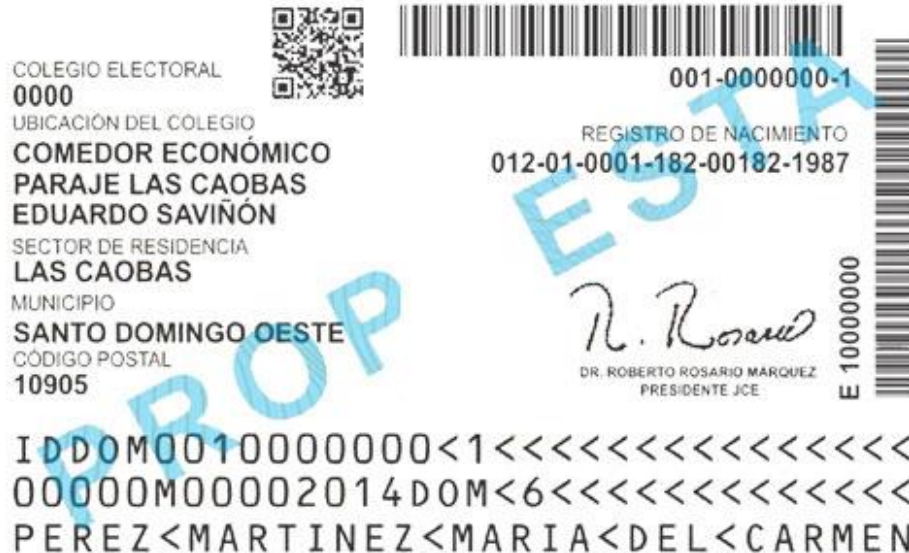 COLEGIO ELECTORAL
0000
UBICACIÓN DEL COLEGIO
COMEDOR ECONÓMICO
PARAJE LAS CAOBAS
EDUARDO SAVIÑÓN
SECTOR DE RESIDENCIA
LAS CAOBAS
MUNICIPIO
SANTO DOMINGO OESTE
CÓDIGO POSTAL
10905
001-0000000-1
REGISTRO DE NACIMIENTO
012-01-0001-182-00182-1987
R. Rosario
DR. ROBERTO ROSARIO MARQUEZ
PRESIDENTE JCE
E 10000000
PROP ESTA
IDDOM0010000000<1<<<<<<<<<<<<<<<
00000M00002014DOM<6<<<<<<<<<<<<<
PEREZ<MARTINEZ<MARIA<DEL<CARMEN